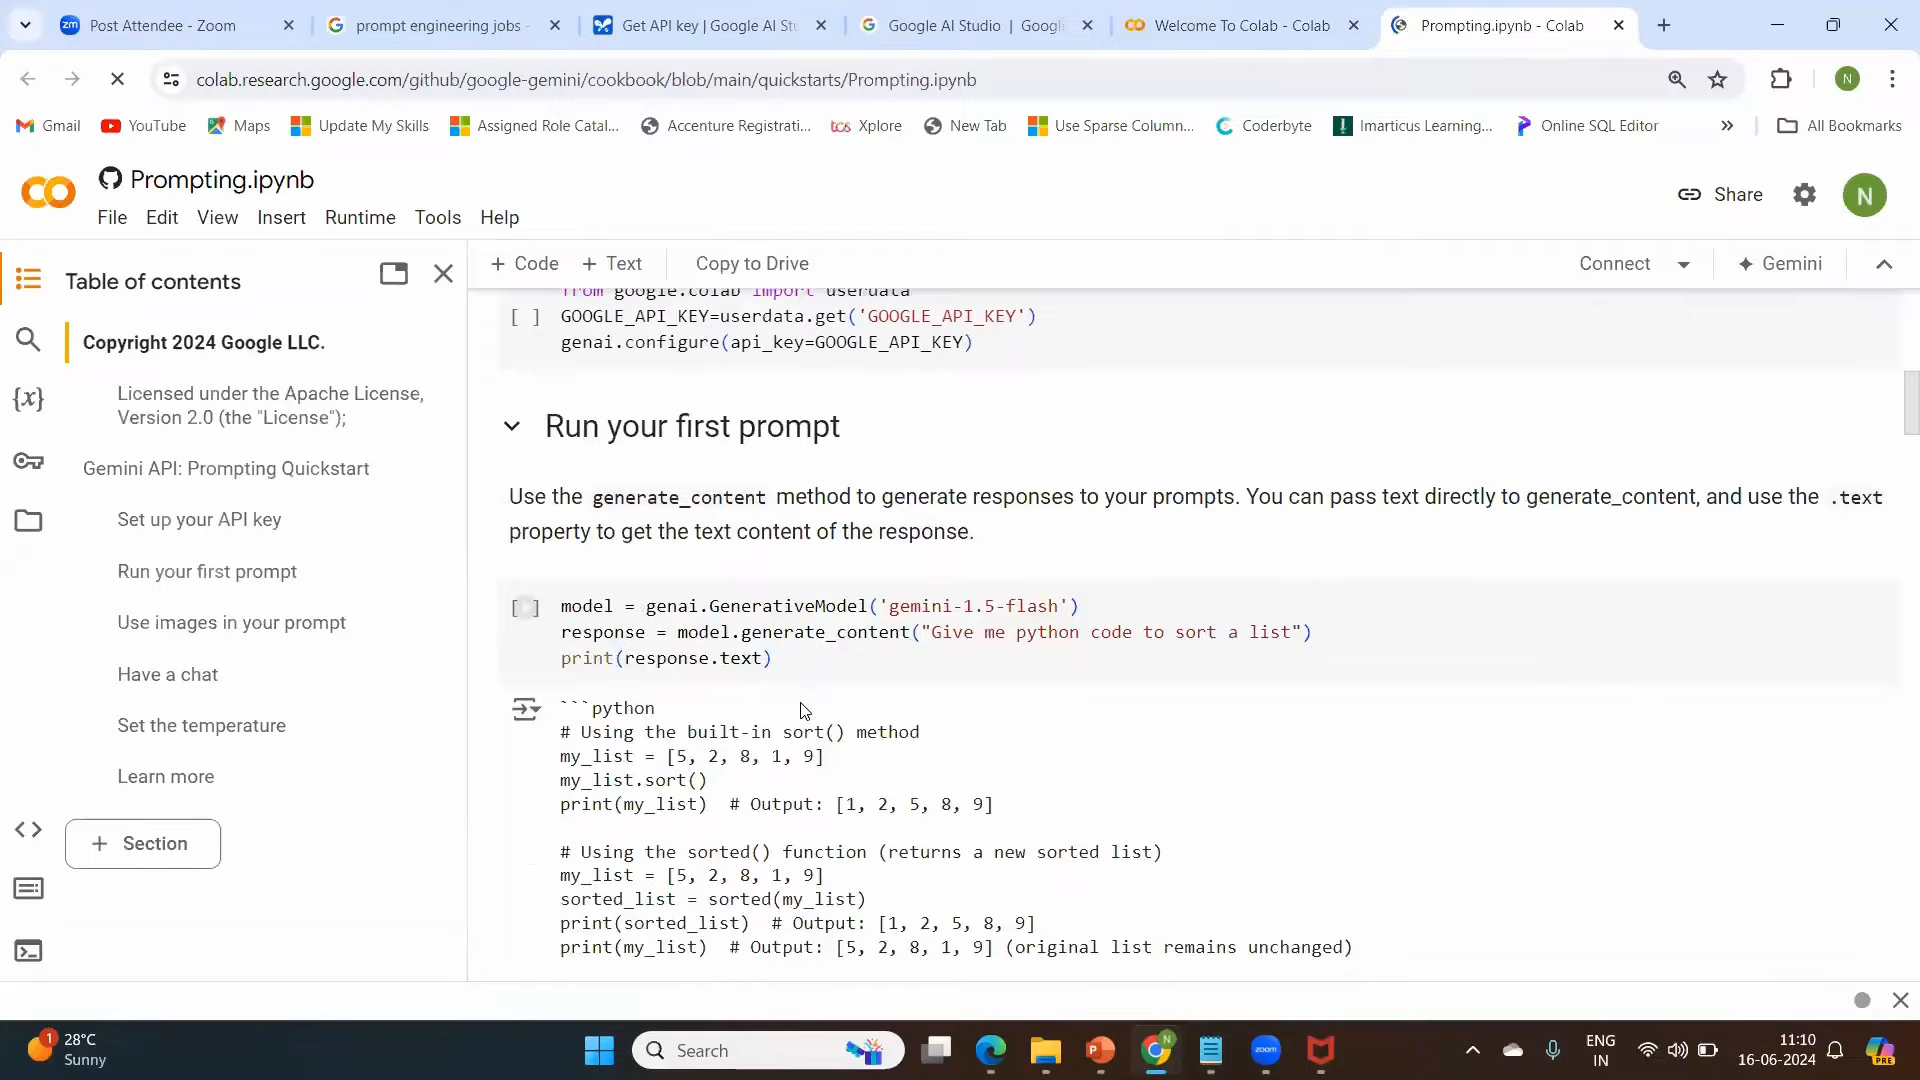 zm Post Attendee - Zoom
prompt engineering jobs -
Get API key | Google AI Stu
Google AI Studio | Googl
Welcome To Colab - Colab
Prompting.ipynb - Colab
colab.research.google.com/github/google-gemini/cookbook/blob/main/quickstarts/Prompting.ipynb
N
Gmail
YouTube
Maps
Update My Skills
Assigned Role Catal...
Accenture Registrati...
tcs Xplore
New Tab
Use Sparse Column...
Coderbyte
Imarticus Learning...
Online SQL Editor
All Bookmarks
Prompting.ipynb
File Edit View Insert Runtime Tools Help
Share
N
Table of contents
+ Code + Text Copy to Drive
Connect
Gemini
Copyright 2024 Google LLC.
Licensed under the Apache License,
Version 2.0 (the "License");
Gemini API: Prompting Quickstart
Set up your API key
Run your first prompt
Use images in your prompt
Have a chat
Set the temperature
Learn more
+ Section
from google.colab import userdata
[ ] GOOGLE_API_KEY=userdata.get('GOOGLE_API_KEY')
genai.configure(api_key=GOOGLE_API_KEY)
Run your first prompt
Use the generate_content method to generate responses to your prompts. You can pass text directly to generate_content, and use the .text
property to get the text content of the response.
[ ] model = genai.GenerativeModel('gemini-1.5-flash')
response = model.generate_content("Give me python code to sort a list")
print(response.text)
```python
# Using the built-in sort() method
my_list = [5, 2, 8, 1, 9]
my_list.sort()
print(my_list)  # Output: [1, 2, 5, 8, 9]
# Using the sorted() function (returns a new sorted list)
my_list = [5, 2, 8, 1, 9]
sorted_list = sorted(my_list)
print(sorted_list)  # Output: [1, 2, 5, 8, 9]
print(my_list)  # Output: [5, 2, 8, 1, 9] (original list remains unchanged)
1
28°C
Sunny
Search
zoom
ENG
IN
11:10
16-06-2024
PRE